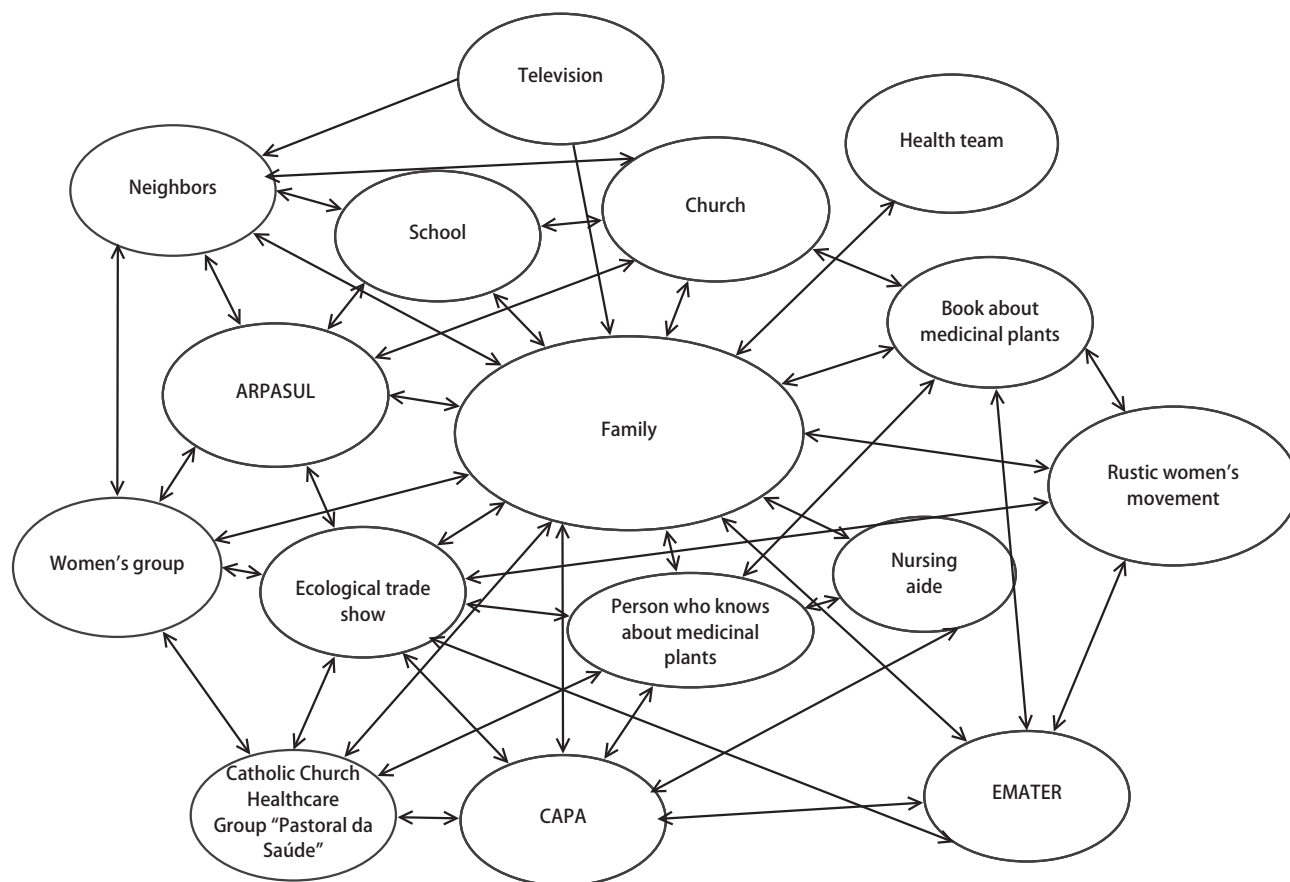 Television
Health team
Neighbors
Church
School
Book about
medicinal plants
ARPASUL
Family
Rustic women’s
movement
Women’s group
Ecological trade
show
Nursing
aide
Person who knows
about medicinal
plants
Catholic Church
Healthcare
Group “Pastoral da
Saúde”
CAPA
EMATER